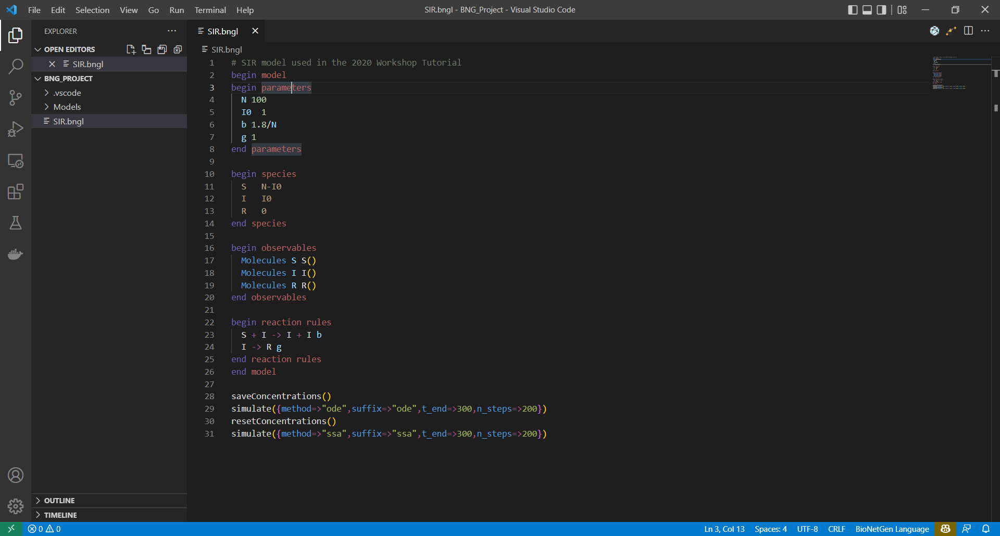 File Edit Selection View Go Run Terminal Help
SIR.bngl - BNG_Project - Visual Studio Code
EXPLORER
OPEN EDITORS
SIR.bngl
BNG_PROJECT
.vscode
Models
SIR.bngl
OUTLINE
TIMELINE
SIR.bngl
SIR.bngl
1 # SIR model used in the 2020 Workshop Tutorial
2 begin model
3 begin parameters
4   N 100
5   I0  1
6   b 1.8/N
7   g 1
8 end parameters
9
10 begin species
11   S   N-I0
12   I   I0
13   R   0
14 end species
15
16 begin observables
17   Molecules S S()
18   Molecules I I()
19   Molecules R R()
20 end observables
21
22 begin reaction rules
23   S + I -> I + I b
24   I -> R g
25 end reaction rules
26 end model
27
28 saveConcentrations()
29 simulate({method=>"ode",suffix=>"ode",t_end=>300,n_steps=>200})
30 resetConcentrations()
31 simulate({method=>"ssa",suffix=>"ssa",t_end=>300,n_steps=>200})
0 0
Ln 3, Col 13 Spaces: 4 UTF-8 CRLF BioNetGen Language